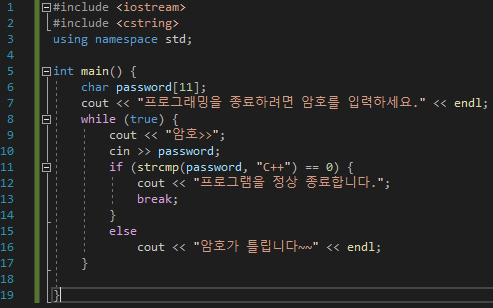 1 #include <iostream>
2 #include <cstring>
3 using namespace std;
4
5 int main() {
6 char password[11];
7 cout << "프로그래밍을 종료하려면 암호를 입력하세요." << endl;
8 while (true) {
9 cout << "암호>>";
10 cin >> password;
11 if (strcmp(password, "C++") == 0) {
12 cout << "프로그램을 정상 종료합니다.";
13 break;
14 }
15 else
16 cout << "암호가 틀립니다~~" << endl;
17 }
18
19 }